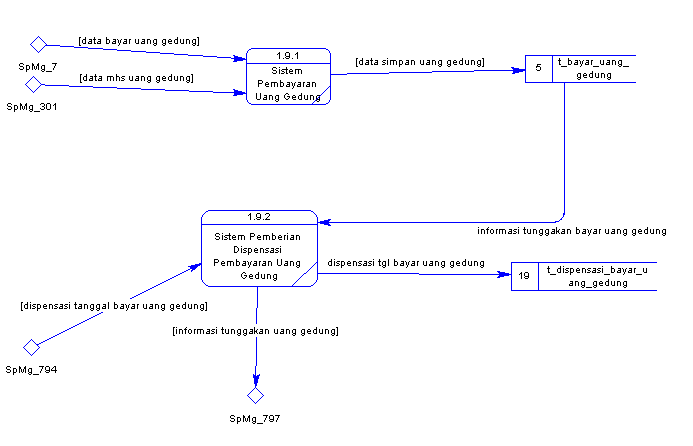 [data bayar uang gedung]
SpMg_7
[data mhs uang gedung]
SpMg_301
1.9.1
Sistem
Pembayaran
Uang Gedung
[data simpan uang gedung]
5
t_bayar_uang_
gedung
informasi tunggakan bayar uang gedung
1.9.2
Sistem Pemberian
Dispensasi
Pembayaran Uang
Gedung
dispensasi tgl bayar uang gedung
19
t_dispensasi_bayar_u
ang_gedung
[dispensasi tanggal bayar uang gedung]
SpMg_794
[informasi tunggakan uang gedung]
SpMg_797